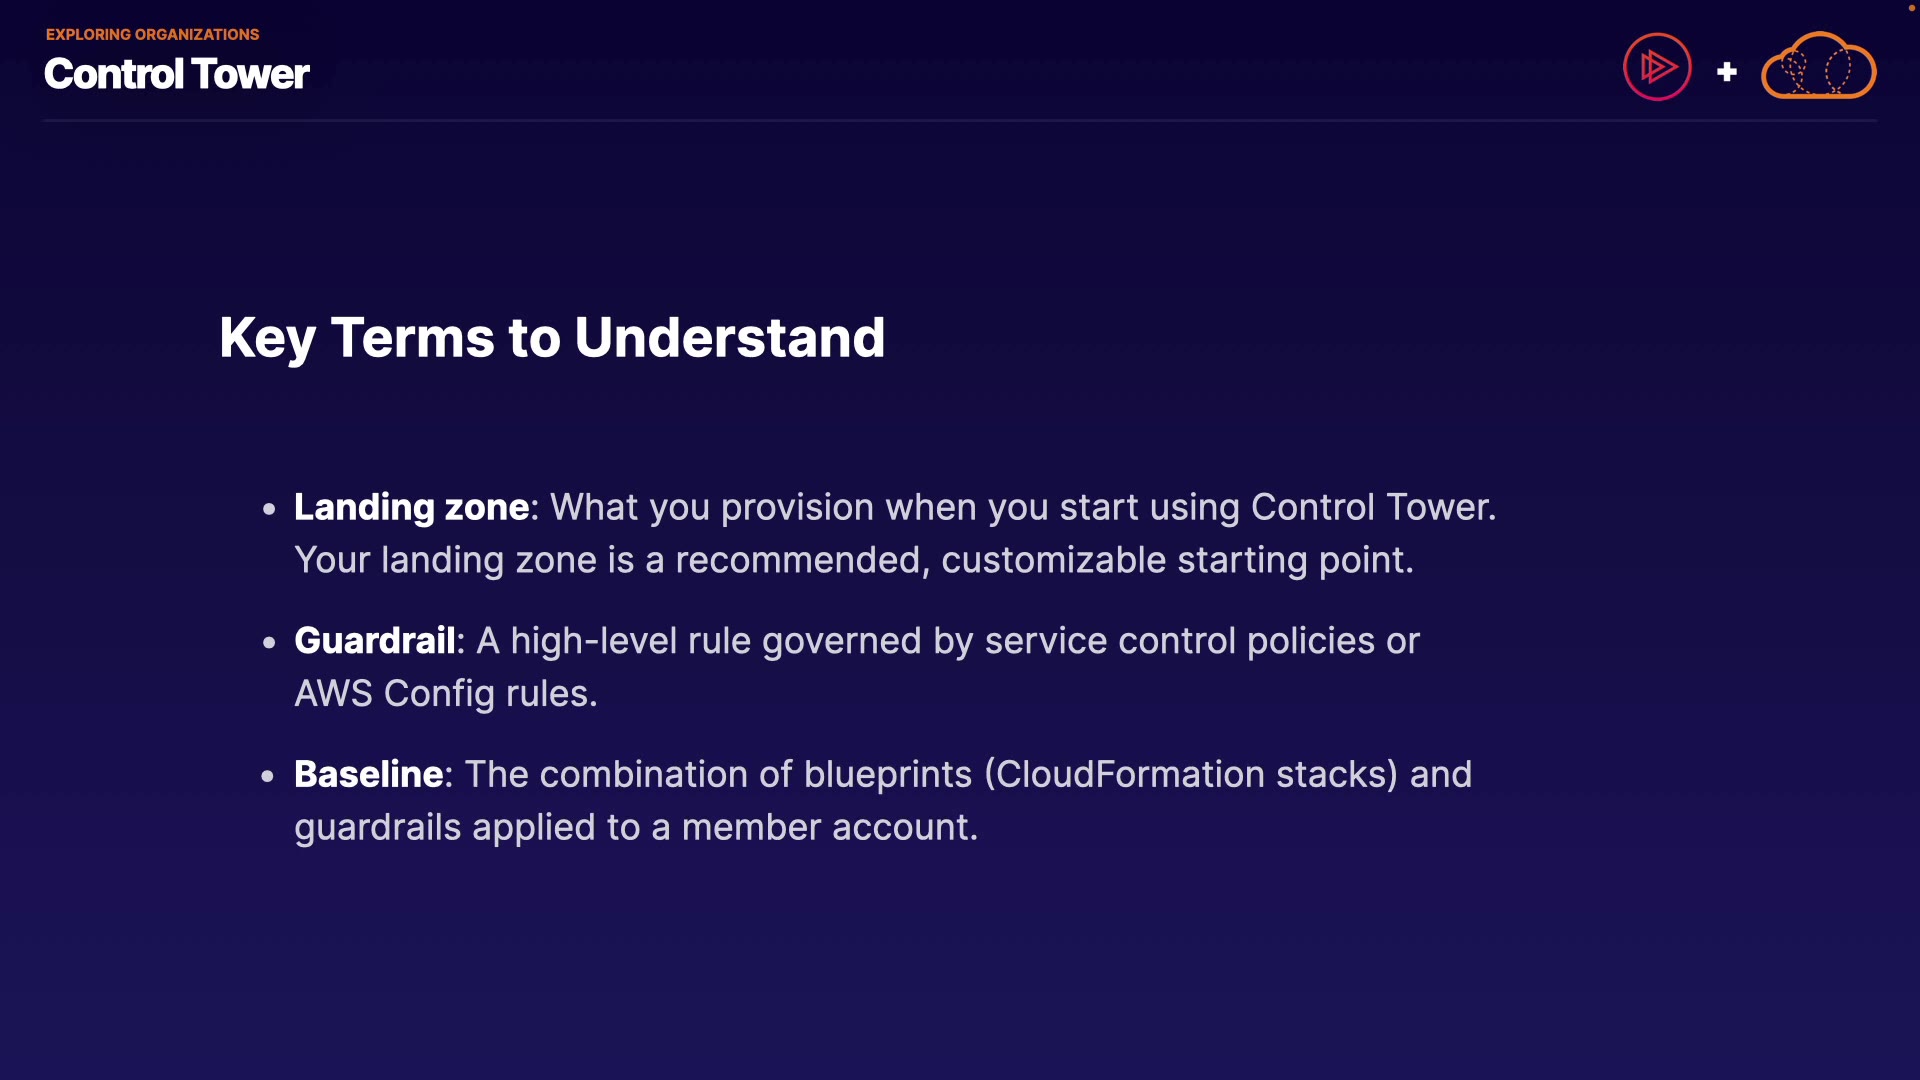 EXPLORING ORGANIZATIONS
Control Tower
+
Key Terms to Understand
• Landing zone: What you provision when you start using Control Tower.
Your landing zone is a recommended, customizable starting point.
• Guardrail: A high-level rule governed by service control policies or
AWS Config rules.
• Baseline: The combination of blueprints (CloudFormation stacks) and
guardrails applied to a member account.